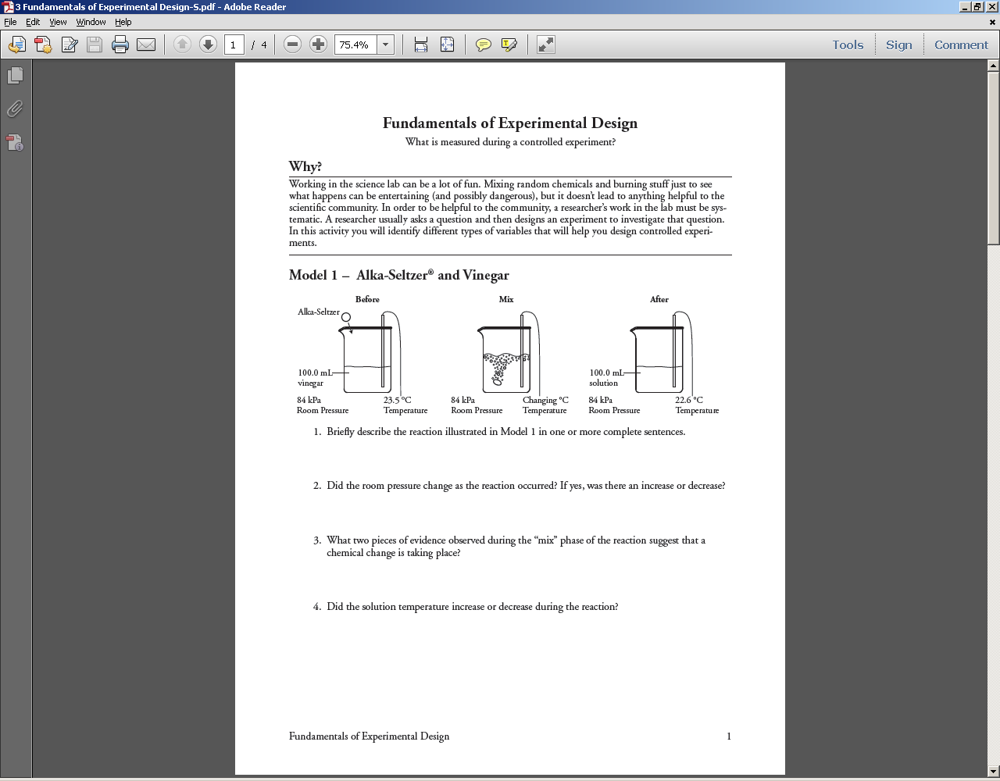 3 Fundamentals of Experimental Design-S.pdf - Adobe Reader
File Edit View Window Help
1 / 4 75.4% Tools Sign Comment
Fundamentals of Experimental Design
What is measured during a controlled experiment?
Why?
Working in the science lab can be a lot of fun. Mixing random chemicals and burning stuff just to see
what happens can be entertaining (and possibly dangerous), but it doesn't lead to anything helpful to the
scientific community. In order to be helpful to the community, a researcher's work in the lab must be sys-
tematic. A researcher usually asks a question and then designs an experiment to investigate that question.
In this activity you will identify different types of variables that will help you design controlled experi-
ments.
Model 1 – Alka-Seltzer® and Vinegar
Before Mix After
Alka-Seltzer
100.0 mL
vinegar
100.0 mL
solution
84 kPa
Room Pressure
23.5 ºC
Temperature
84 kPa
Room Pressure
Changing ºC
Temperature
84 kPa
Room Pressure
22.6 ºC
Temperature
1. Briefly describe the reaction illustrated in Model 1 in one or more complete sentences.
2. Did the room pressure change as the reaction occurred? If yes, was there an increase or decrease?
3. What two pieces of evidence observed during the “mix” phase of the reaction suggest that a
chemical change is taking place?
4. Did the solution temperature increase or decrease during the reaction?
Fundamentals of Experimental Design 1